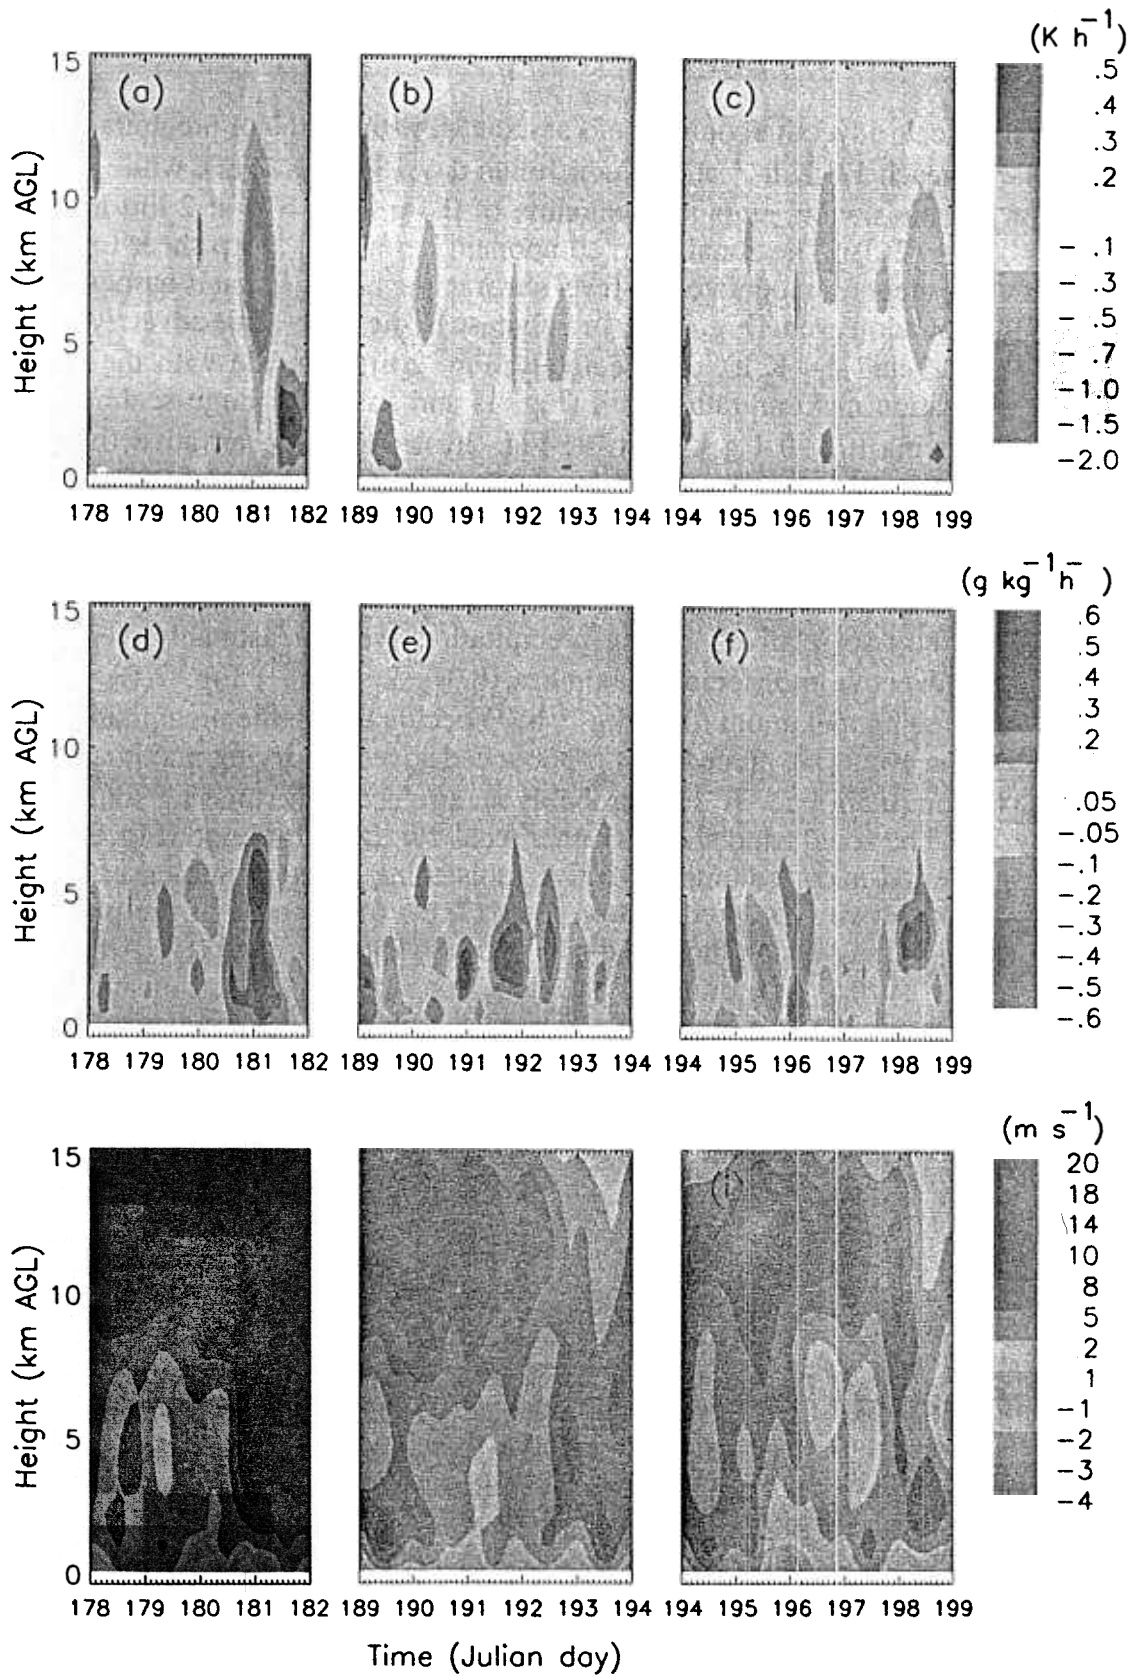 (K h⁻¹)
15 (a) (b) (c) .5
.4
.3
.2
10
- .1
- .3
- .5
5
- .7
-1.0
-1.5
0 -2.0
Height (km AGL)
178 179 180 181 182 189 190 191 192 193 194 194 195 196 197 198 199
(g kg⁻¹h⁻ )
15 (d) (e) (f) .6
.5
.4
.3
.2
10
.05
-.05
-.1
5 -.2
-.3
-.4
-.5
0 -.6
Height (km AGL)
178 179 180 181 182 189 190 191 192 193 194 194 195 196 197 198 199
(m s⁻¹)
15 (i) 20
18
14
10
10 8
5
2
1
-1
5 -2
-3
-4
0
Height (km AGL)
178 179 180 181 182 189 190 191 192 193 194 194 195 196 197 198 199
Time (Julian day)